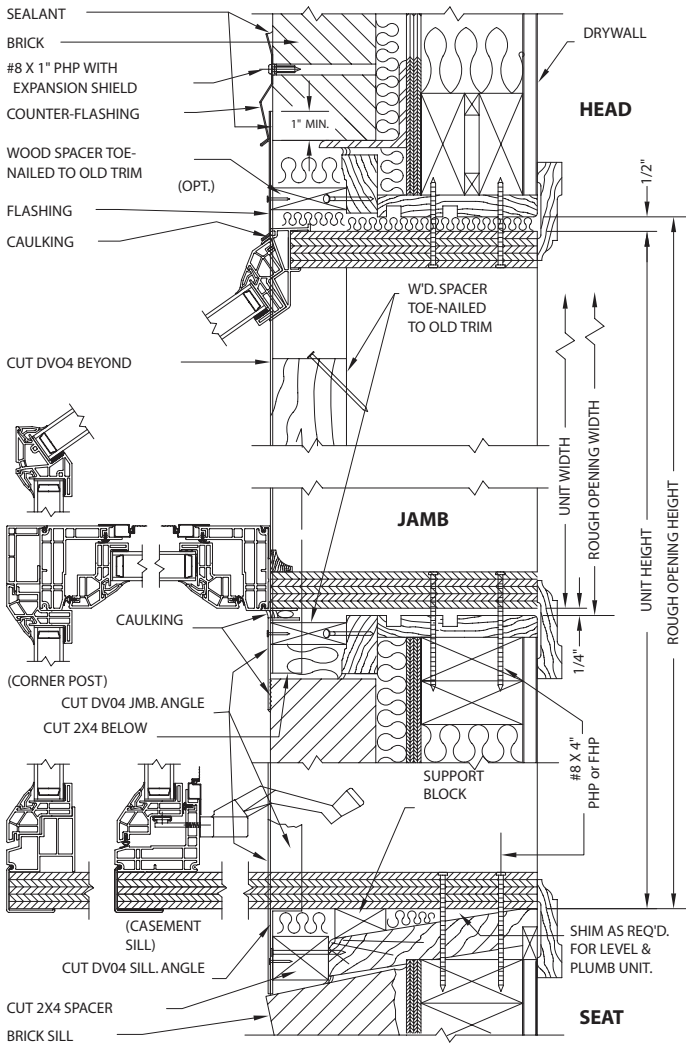 SEALANT
BRICK
#8 X 1" PHP WITH
EXPANSION SHIELD
COUNTER-FLASHING
1" MIN.
WOOD SPACER TOE-
NAILED TO OLD TRIM
(OPT.)
FLASHING
CAULKING
DRYWALL
HEAD
1/2"
W'D. SPACER
TOE-NAILED
TO OLD TRIM
CUT DVO4 BEYOND
JAMB
UNIT WIDTH
ROUGH OPENING WIDTH
UNIT HEIGHT
ROUGH OPENING HEIGHT
CAULKING
(CORNER POST)
CUT DV04 JMB. ANGLE
CUT 2X4 BELOW
1/4"
#8 X 4"
PHP or FHP
SUPPORT
BLOCK
(CASEMENT
SILL)
CUT DV04 SILL. ANGLE
SHIM AS REQ'D.
FOR LEVEL &
PLUMB UNIT.
CUT 2X4 SPACER
BRICK SILL
SEAT